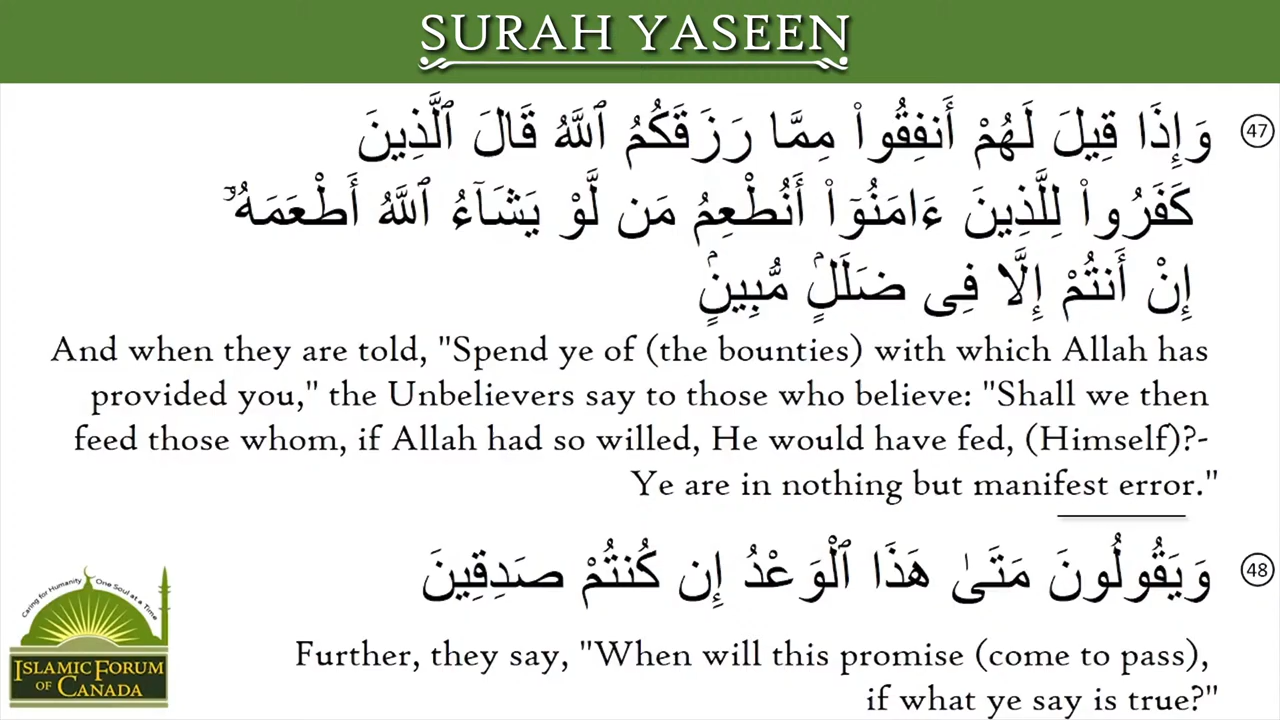 SURAH YASEEN
وَإِذَا قِيلَ لَهُمْ أَنفِقُوا۟ مِمَّا رَزَقَكُمُ ٱللَّهُ قَالَ ٱلَّذِينَ 47
كَفَرُوا۟ لِلَّذِينَ ءَامَنُوٓا۟ أَنُطْعِمُ مَن لَّوْ يَشَآءُ ٱللَّهُ أَطْعَمَهُۥٓ
إِنْ أَنتُمْ إِلَّا فِى ضَلَلٍۢ مُّبِينٍۢ
And when they are told, "Spend ye of (the bounties) with which Allah has
provided you," the Unbelievers say to those who believe: "Shall we then
feed those whom, if Allah had so willed, He would have fed, (Himself)?-
Ye are in nothing but manifest error."
وَيَقُولُونَ مَتَىٰ هَذَا ٱلْوَعْدُ إِن كُنتُمْ صَدِقِينَ 48
Further, they say, "When will this promise (come to pass),
if what ye say is true?"
Caring for Humanity One Soul at a Time
ISLAMIC FORUM
OF CANADA